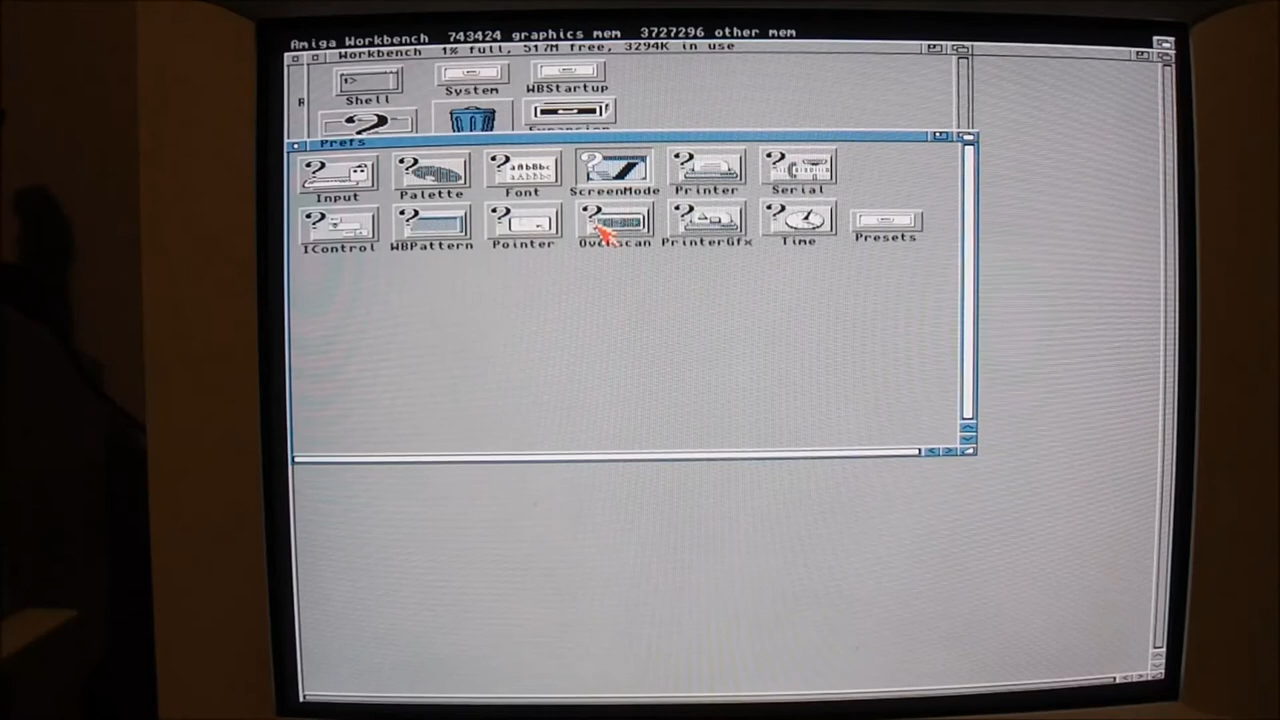 Amiga Workbench 743424 graphics mem 3727296 other mem
Workbench 1% full, 517M free, 3294K in use
R
Shell System WBStartup
Expansion
Prefs
Input Palette Font ScreenMode Printer Serial
IControl WBPattern Pointer Overscan PrinterGfx Time Presets